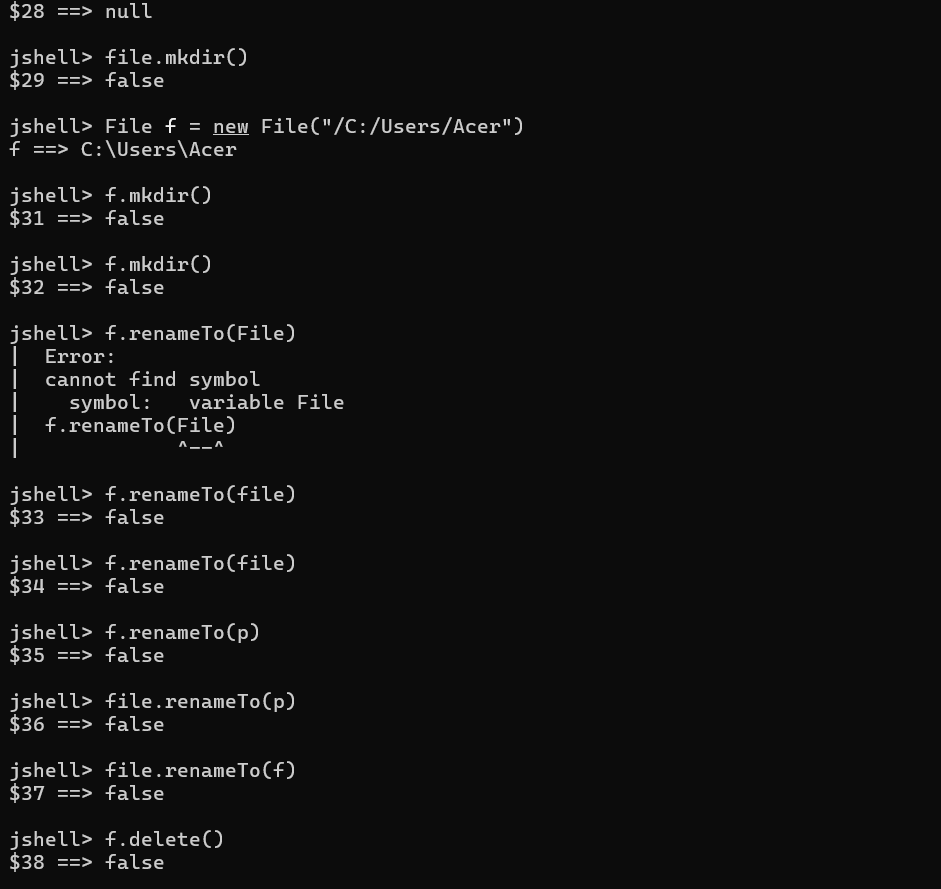 $28 ==> null
jshell> file.mkdir()
$29 ==> false
jshell> File f = new File("/C:/Users/Acer")
f ==> C:\Users\Acer
jshell> f.mkdir()
$31 ==> false
jshell> f.mkdir()
$32 ==> false
jshell> f.renameTo(File)
|  Error:
|  cannot find symbol
|    symbol:   variable File
|  f.renameTo(File)
|             ^--^
jshell> f.renameTo(file)
$33 ==> false
jshell> f.renameTo(file)
$34 ==> false
jshell> f.renameTo(p)
$35 ==> false
jshell> file.renameTo(p)
$36 ==> false
jshell> file.renameTo(f)
$37 ==> false
jshell> f.delete()
$38 ==> false